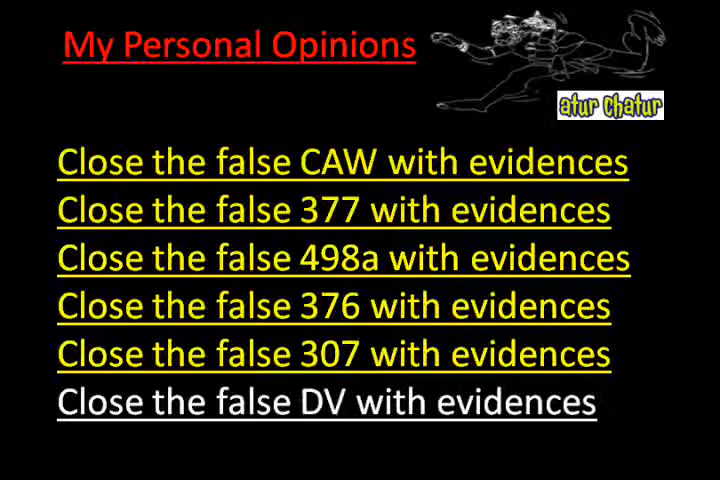 My Personal Opinions
atur chatur
Close the false CAW with evidences
Close the false 377 with evidences
Close the false 498a with evidences
Close the false 376 with evidences
Close the false 307 with evidences
Close the false DV with evidences